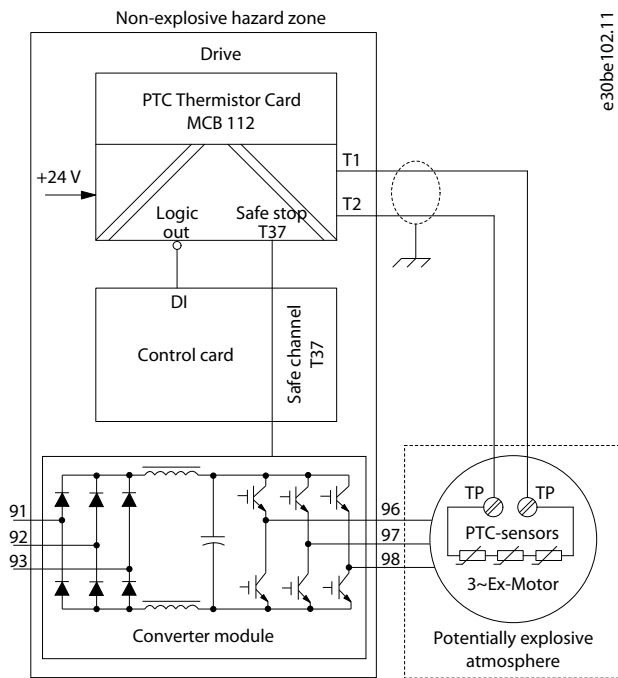 Non-explosive hazard zone
Drive
e30be102.11
PTC Thermistor Card
MCB 112
T1
+24 V
T2
Logic
out
Safe stop
T37
DI
Control card
Safe channel
T37
91
92
93
96
97
98
TP
TP
PTC-sensors
3~Ex-Motor
Converter module
Potentially explosive
atmosphere